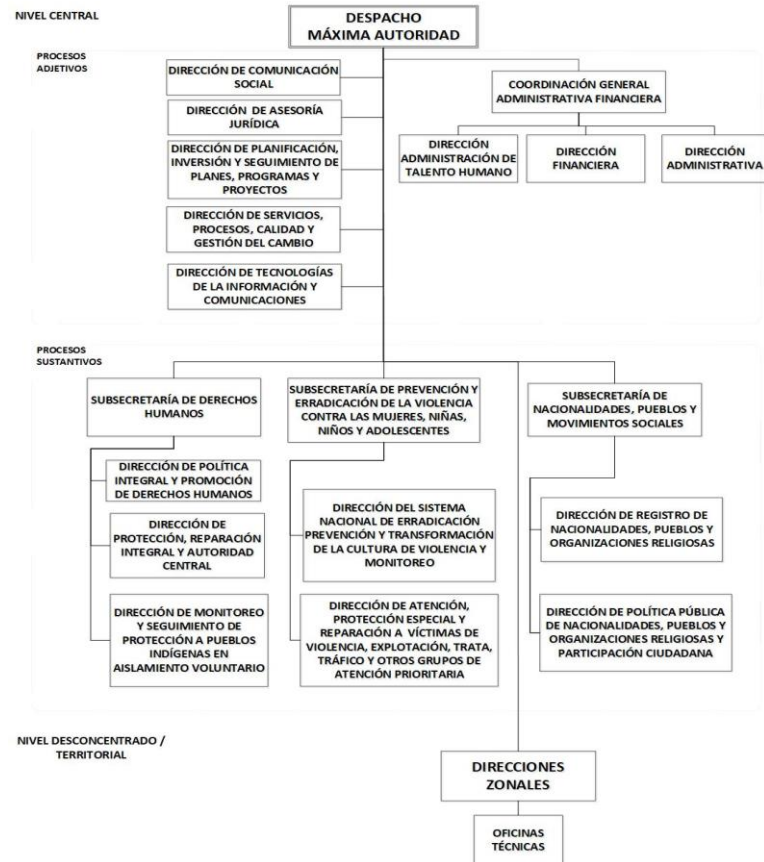 NIVEL CENTRAL
DESPACHO
MÁXIMA AUTORIDAD
PROCESOS
ADJETIVOS
DIRECCIÓN DE COMUNICACIÓN
SOCIAL
DIRECCIÓN DE ASESORÍA
JURÍDICA
DIRECCIÓN DE PLANIFICACIÓN,
INVERSIÓN Y SEGUIMIENTO DE
PLANES, PROGRAMAS Y
PROYECTOS
DIRECCIÓN DE SERVICIOS,
PROCESOS, CALIDAD Y
GESTIÓN DEL CAMBIO
DIRECCIÓN DE TECNOLOGÍAS
DE LA INFORMACIÓN Y
COMUNICACIONES
COORDINACIÓN GENERAL
ADMINISTRATIVA FINANCIERA
DIRECCIÓN
ADMINISTRACIÓN DE
TALENTO HUMANO
DIRECCIÓN
FINANCIERA
DIRECCIÓN
ADMINISTRATIVA
PROCESOS
SUSTANTIVOS
SUBSECRETARÍA DE DERECHOS
HUMANOS
DIRECCIÓN DE POLÍTICA
INTEGRAL Y PROMOCIÓN
DE DERECHOS HUMANOS
DIRECCIÓN DE
PROTECCIÓN, REPARACIÓN
INTEGRAL Y AUTORIDAD
CENTRAL
DIRECCIÓN DE MONITOREO
Y SEGUIMIENTO DE
PROTECCIÓN A PUEBLOS
INDÍGENAS EN
AISLAMIENTO VOLUNTARIO
SUBSECRETARÍA DE PREVENCIÓN Y
ERRADICACIÓN DE LA VIOLENCIA
CONTRA LAS MUJERES, NIÑAS,
NIÑOS Y ADOLESCENTES
DIRECCIÓN DEL SISTEMA
NACIONAL DE ERRADICACIÓN
PREVENCIÓN Y TRANSFORMACIÓN
DE LA CULTURA DE VIOLENCIA Y
MONITOREO
DIRECCIÓN DE ATENCIÓN,
PROTECCIÓN ESPECIAL Y
REPARACIÓN A VÍCTIMAS DE
VIOLENCIA, EXPLOTACIÓN, TRATA,
TRÁFICO Y OTROS GRUPOS DE
ATENCIÓN PRIORITARIA
SUBSECRETARÍA DE
NACIONALIDADES, PUEBLOS Y
MOVIMIENTOS SOCIALES
DIRECCIÓN DE REGISTRO DE
NACIONALIDADES, PUEBLOS Y
ORGANIZACIONES RELIGIOSAS
DIRECCIÓN DE POLÍTICA PÚBLICA
DE NACIONALIDADES, PUEBLOS Y
ORGANIZACIONES RELIGIOSAS Y
PARTICIPACIÓN CIUDADANA
NIVEL DESCONCENTRADO /
TERRITORIAL
DIRECCIONES
ZONALES
OFICINAS
TÉCNICAS